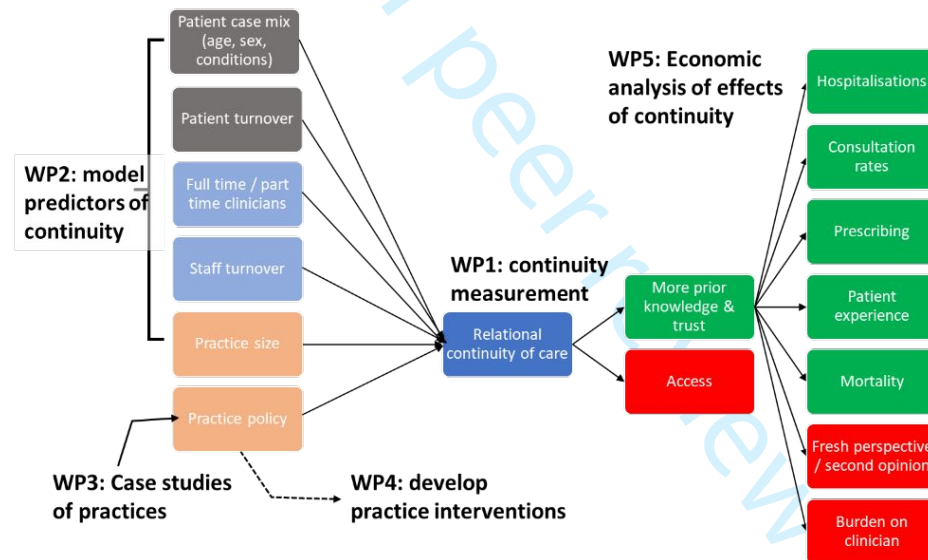 Patient case mix
(age, sex,
conditions)
Patient turnover
WP2: model
predictors of
continuity
Full time / part
time clinicians
Staff turnover
Practice size
Practice policy
WP3: Case studies
of practices
WP4: develop
practice interventions
WP1: continuity
measurement
Relational
continuity of care
More prior
knowledge &
trust
Access
WP5: Economic
analysis of effects
of continuity
Hospitalisations
Consultation
rates
Prescribing
Patient
experience
Mortality
Fresh perspective
/ second opinion
Burden on
clinician
r peer review